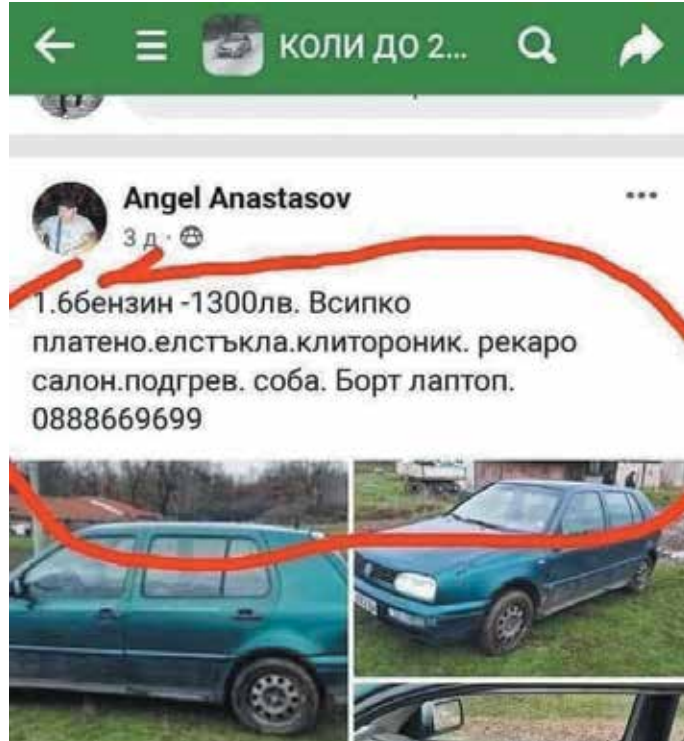 КОЛИ ДО 2...
Angel Anastasov
3 д ·
1.6бензин -1300лв. Всипко
платено.елстъкла.клитороник. рекаро
салон.подгрев. соба. Борт лаптоп.
0888669699